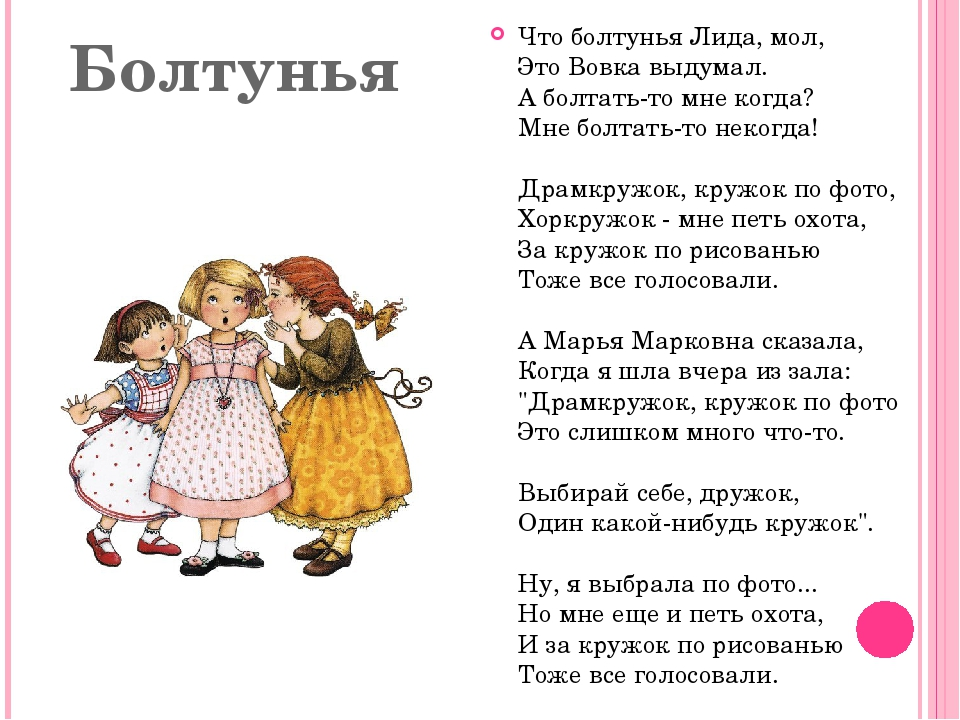 Болтунья
Что болтунья Лида, мол,
Это Вовка выдумал.
А болтать-то мне когда?
Мне болтать-то некогда!
Драмкружок, кружок по фото,
Хоркружок - мне петь охота,
За кружок по рисованью
Тоже все голосовали.
А Марья Марковна сказала,
Когда я шла вчера из зала:
"Драмкружок, кружок по фото
Это слишком много что-то.
Выбирай себе, дружок,
Один какой-нибудь кружок".
Ну, я выбрала по фото...
Но мне еще и петь охота,
И за кружок по рисованью
Тоже все голосовали.